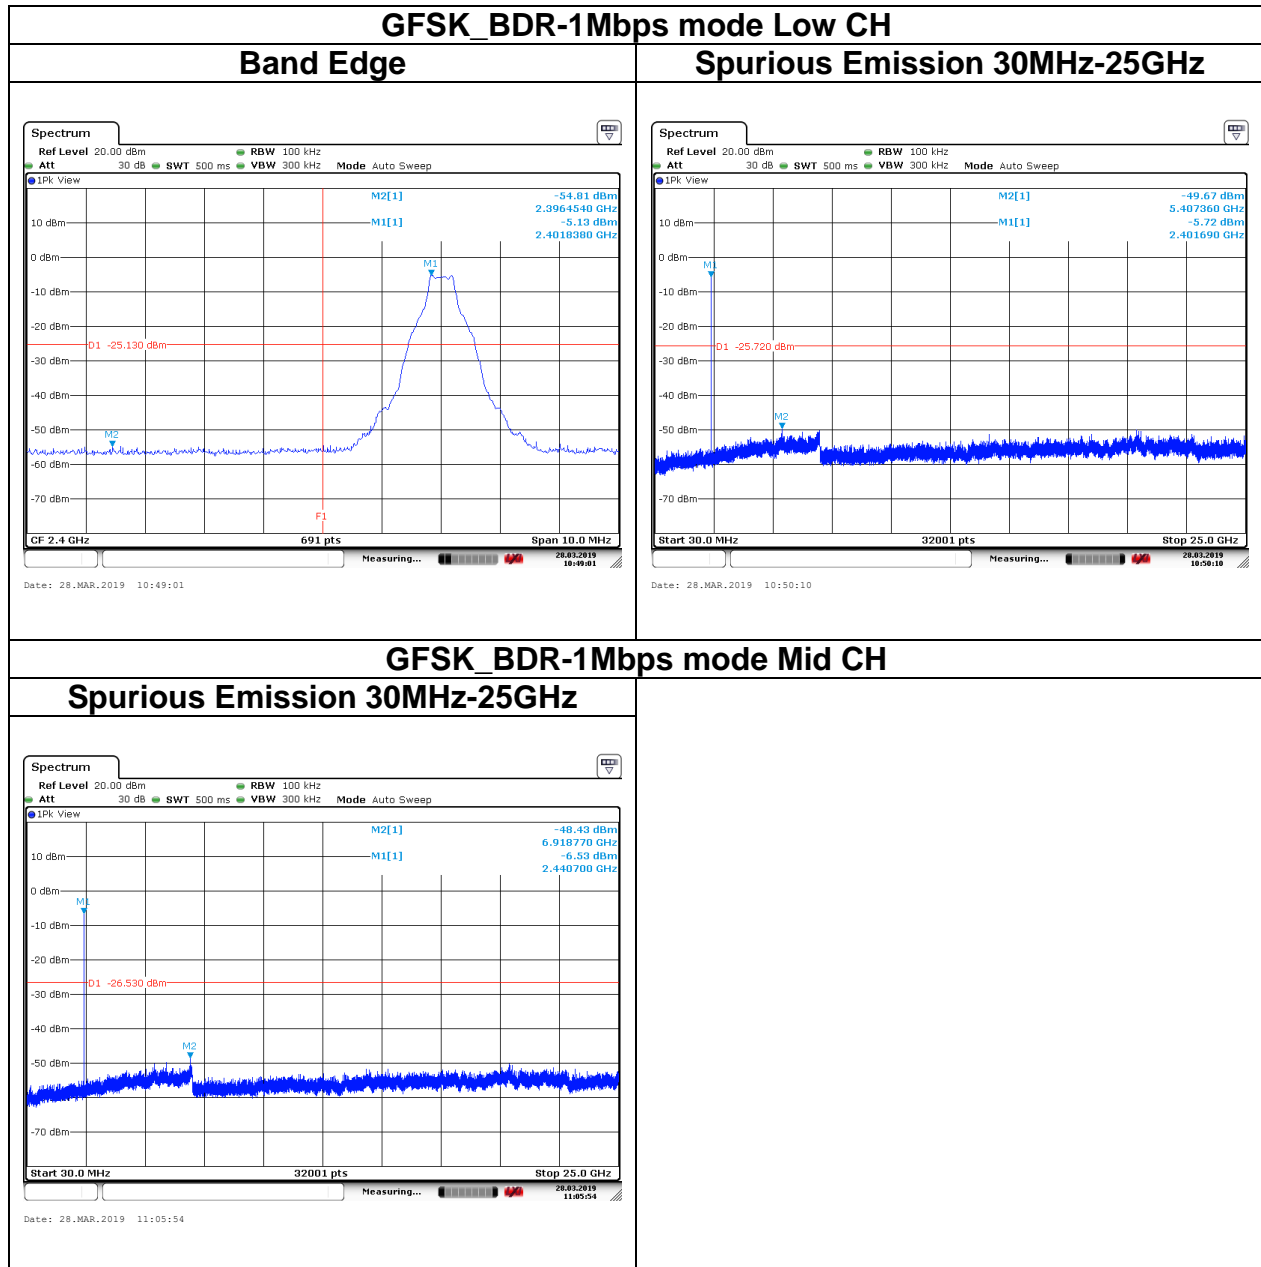 GFSK_BDR-1Mbps mode Low CH
Band Edge
Spurious Emission 30MHz-25GHz
Spectrum
Ref Level 20.00 dBm
RBW 100 kHz
Att 30 dB SWT 500 ms VBW 300 kHz Mode Auto Sweep
1Pk View
M2[1] -54.81 dBm
2.3964540 GHz
10 dBm
M1[1] -5.13 dBm
2.4018380 GHz
0 dBm
M1
-10 dBm
-20 dBm
D1 -25.130 dBm
-30 dBm
-40 dBm
-50 dBm
M2
-60 dBm
-70 dBm
F1
CF 2.4 GHz 691 pts Span 10.0 MHz
Measuring... 28.03.2019
10:49:01
Date: 28.MAR.2019 10:49:01
Spectrum
Ref Level 20.00 dBm
RBW 100 kHz
Att 30 dB SWT 500 ms VBW 300 kHz Mode Auto Sweep
1Pk View
M2[1] -49.67 dBm
5.407360 GHz
10 dBm
M1[1] -5.72 dBm
2.401690 GHz
0 dBm
M1
-10 dBm
-20 dBm
D1 -25.720 dBm
-30 dBm
-40 dBm
M2
-50 dBm
-60 dBm
-70 dBm
Start 30.0 MHz 32001 pts Stop 25.0 GHz
Measuring... 28.03.2019
10:50:10
Date: 28.MAR.2019 10:50:10
GFSK_BDR-1Mbps mode Mid CH
Spurious Emission 30MHz-25GHz
Spectrum
Ref Level 20.00 dBm
RBW 100 kHz
Att 30 dB SWT 500 ms VBW 300 kHz Mode Auto Sweep
1Pk View
M2[1] -48.43 dBm
6.918770 GHz
10 dBm
M1[1] -6.53 dBm
2.440700 GHz
0 dBm
M1
-10 dBm
-20 dBm
D1 -26.530 dBm
-30 dBm
-40 dBm
M2
-50 dBm
-70 dBm
Start 30.0 MHz 32001 pts Stop 25.0 GHz
Measuring... 28.03.2019
11:05:54
Date: 28.MAR.2019 11:05:54